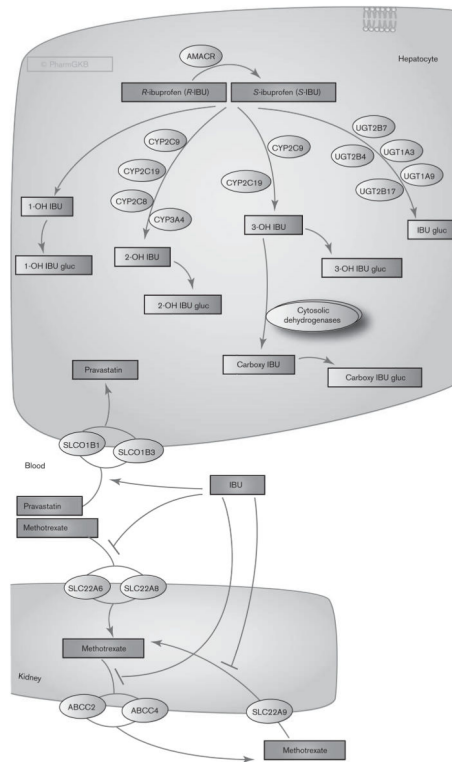 © PharmGKB
Hepatocyte
AMACR
R-ibuprofen (R-IBU)
S-ibuprofen (S-IBU)
CYP2C9
CYP2C19
CYP2C8
CYP3A4
CYP2C9
CYP2C19
UGT2B7
UGT2B4
UGT1A3
UGT1A9
UGT2B17
1-OH IBU
2-OH IBU
3-OH IBU
IBU gluc
1-OH IBU gluc
2-OH IBU gluc
3-OH IBU gluc
Cytosolic
dehydrogenases
Carboxy IBU
Carboxy IBU gluc
Pravastatin
SLCO1B1
SLCO1B3
Blood
IBU
Pravastatin
Methotrexate
SLC22A6
SLC22A8
Methotrexate
Kidney
ABCC2
ABCC4
SLC22A9
Methotrexate